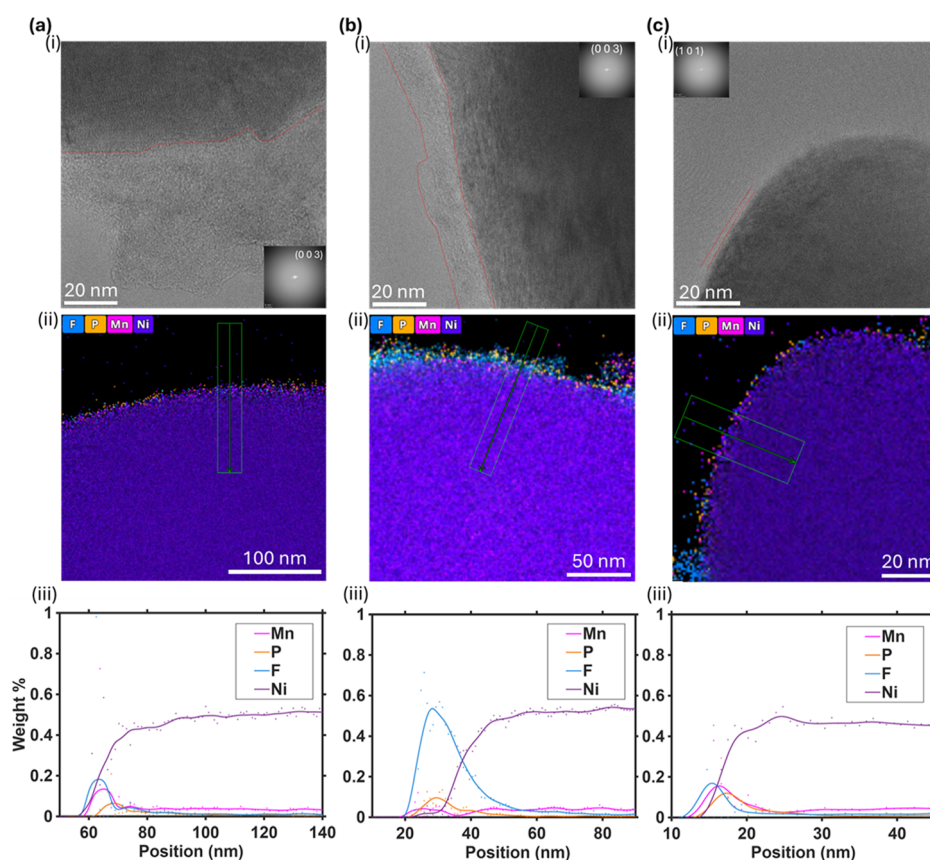 (a)
(b)
(c)
(i)
(i)
(i)
(0 0 3)
(1 0 1)
(0 0 3)
20 nm
20 nm
20 nm
(ii)
(ii)
(ii)
F P Mn Ni
F P Mn Ni
F P Mn Ni
100 nm
50 nm
20 nm
(iii)
(iii)
(iii)
Weight %
1
0.8
0.6
0.4
0.2
0
Mn
P
F
Ni
60 80 100 120 140
Position (nm)
1
0.8
0.6
0.4
0.2
0
Mn
P
F
Ni
20 40 60 80
Position (nm)
1
0.8
0.6
0.4
0.2
0
Mn
P
F
Ni
11 20 30 40
Position (nm)